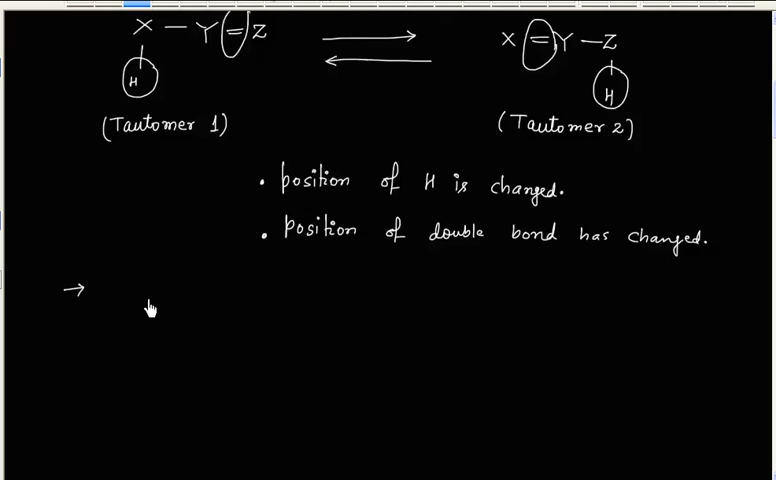 X — Y = Z ⇌ X = Y — Z
H H
(Tautomer 1) (Tautomer 2)
. position of H is changed.
. position of double bond has changed.
→